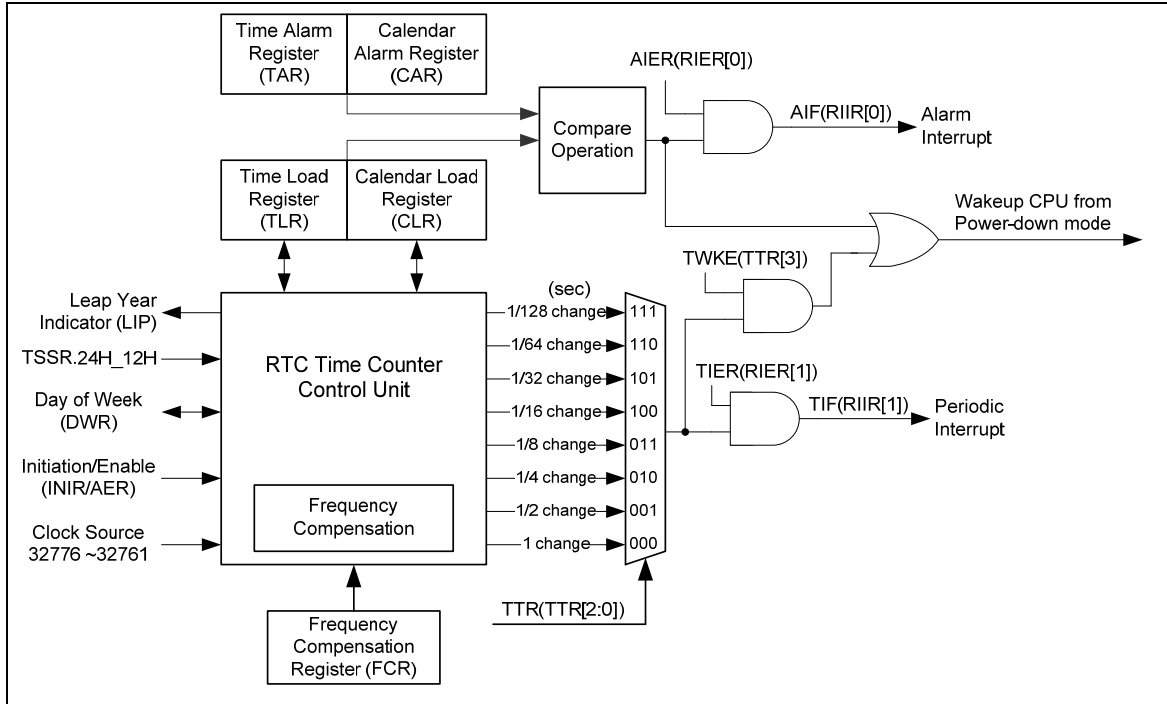 Time Alarm
Register
(TAR)
Calendar
Alarm Register
(CAR)
AIER(RIER[0])
Compare
Operation
AIF(RIIR[0])
Alarm
Interrupt
Time Load
Register
(TLR)
Calendar Load
Register
(CLR)
Wakeup CPU from
Power-down mode
TWKE(TTR[3])
Leap Year
Indicator (LIP)
TSSR.24H_12H
Day of Week
(DWR)
Initiation/Enable
(INIR/AER)
Clock Source
32776 ~32761
RTC Time Counter
Control Unit
Frequency
Compensation
(sec)
1/128 change
111
1/64 change
110
1/32 change
101
1/16 change
100
1/8 change
011
1/4 change
010
1/2 change
001
1 change
000
TIER(RIER[1])
TIF(RIIR[1])
Periodic
Interrupt
TTR(TTR[2:0])
Frequency
Compensation
Register (FCR)